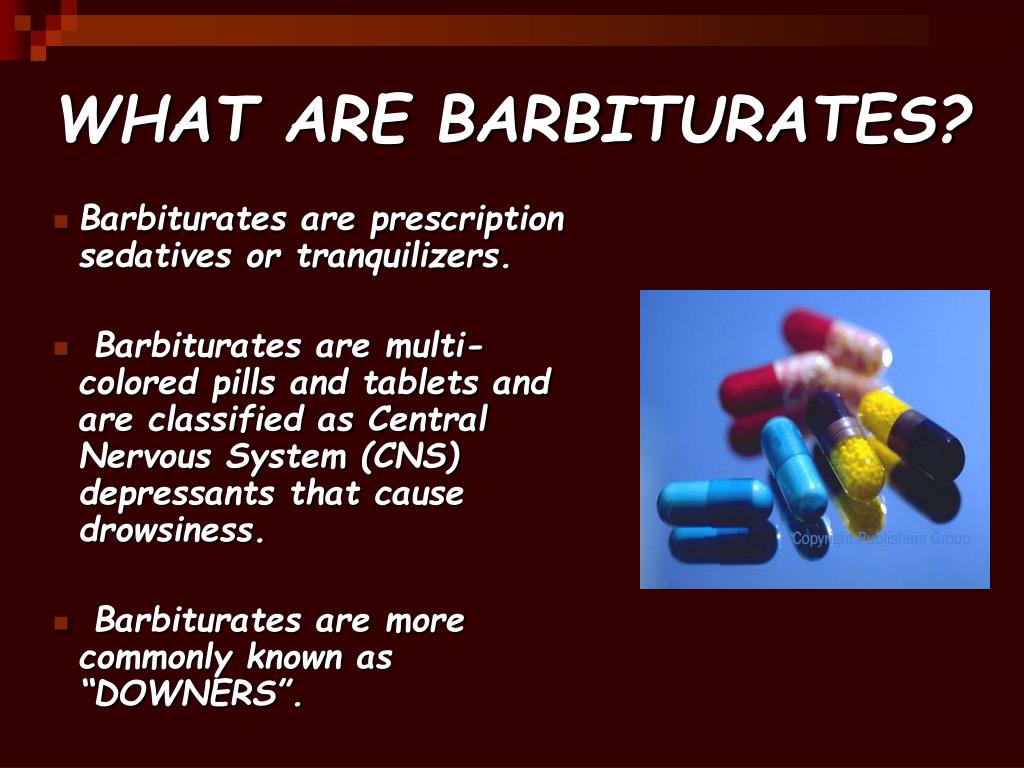 WHAT ARE BARBITURATES?
Barbiturates are prescription
sedatives or tranquilizers.
Barbiturates are multi-
colored pills and tablets and
are classified as Central
Nervous System (CNS)
depressants that cause
drowsiness.
Barbiturates are more
commonly known as
“DOWNERS”.
Copyright Publishers Group